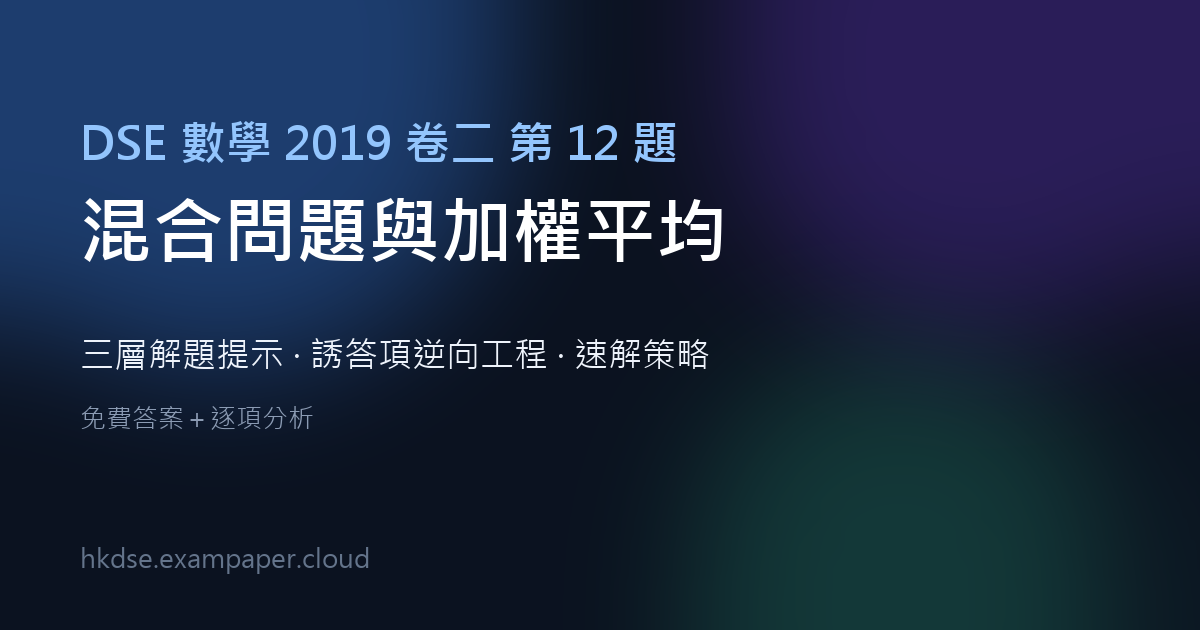 DSE 數學 2019 卷二 第 12 題
混合問題與加權平均
三層解題提示 · 誘答項逆向工程 · 速解策略
免費答案 + 逐項分析
hkdse.exampaper.cloud